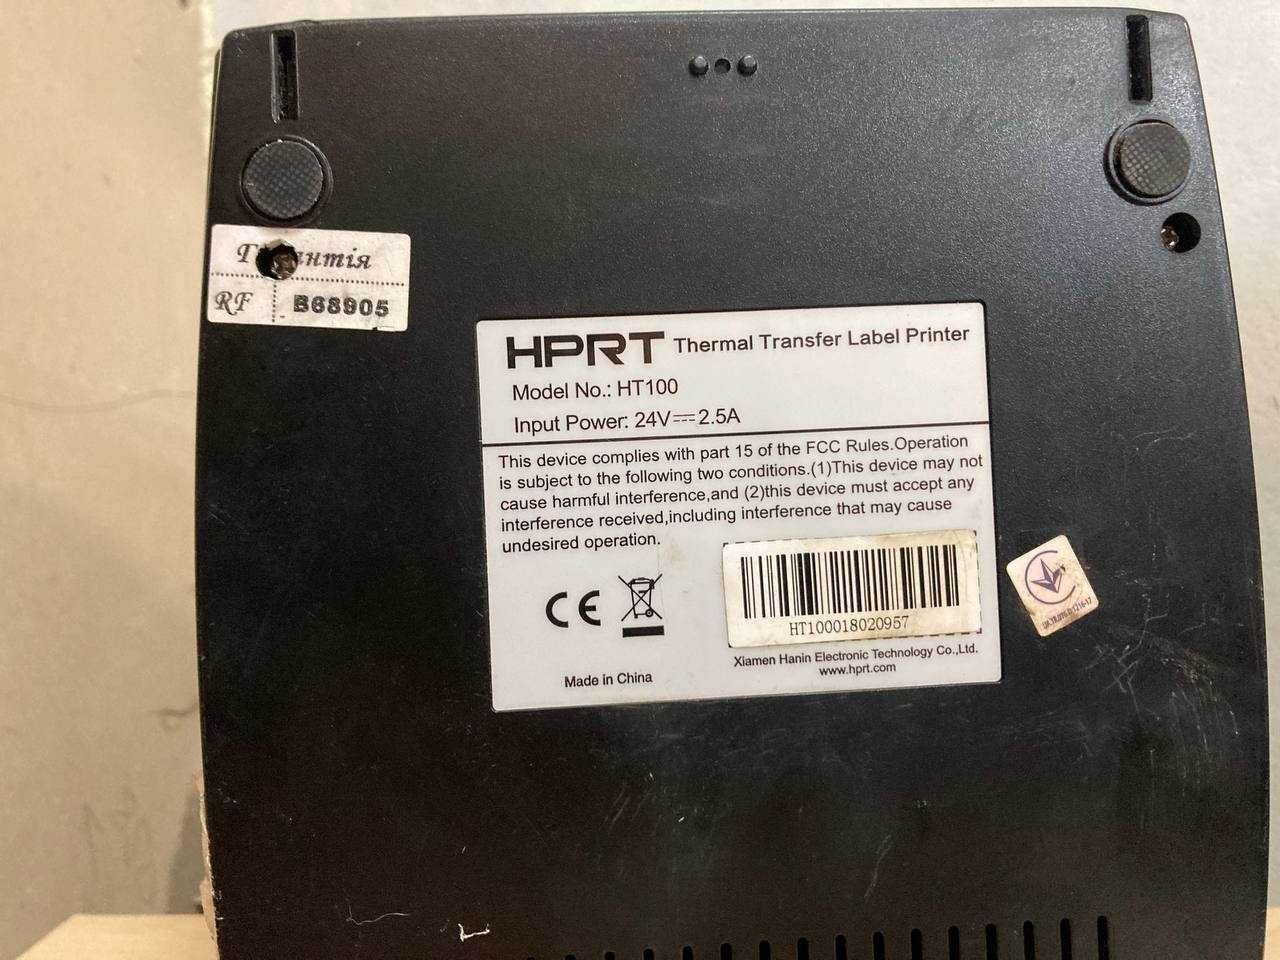 Гарантія
RF B68905
HPRT Thermal Transfer Label Printer
Model No.: HT100
Input Power: 24V⎓2.5A
This device complies with part 15 of the FCC Rules.Operation
is subject to the following two conditions.(1)This device may not
cause harmful interference,and (2)this device must accept any
interference received,including interference that may cause
undesired operation.
CE
HT100018020957
Xiamen Hanin Electronic Technology Co.,Ltd.
www.hprt.com
Made in China